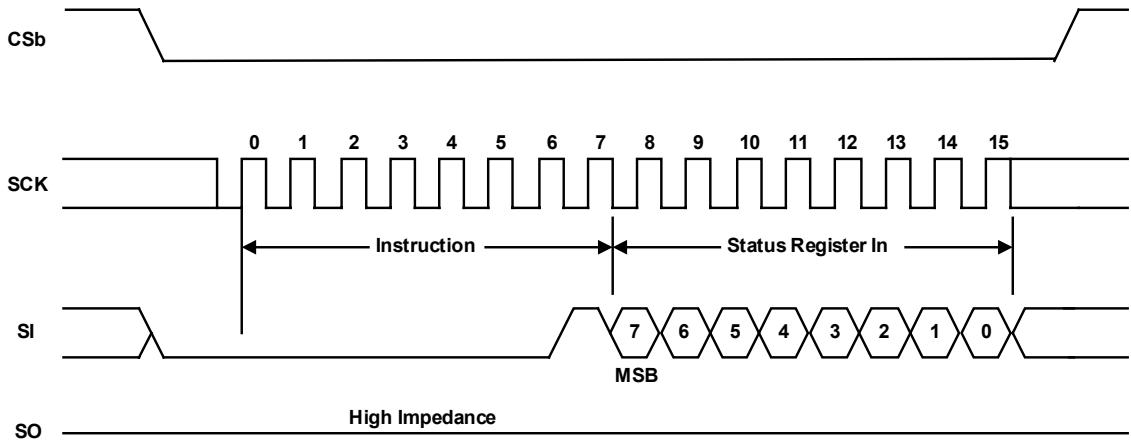 CSb
0 1 2 3 4 5 6 7 8 9 10 11 12 13 14 15
SCK
Instruction Status Register In
SI 7 6 5 4 3 2 1 0
MSB
High Impedance
SO